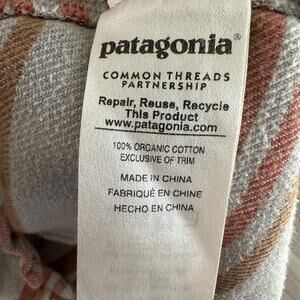 patagonia®
COMMON THREADS
PARTNERSHIP
Repair, Reuse, Recycle
This Product
www.patagonia.com
100% ORGANIC COTTON
EXCLUSIVE OF TRIM
MADE IN CHINA
FABRIQUÉ EN CHINE
HECHO EN CHINA